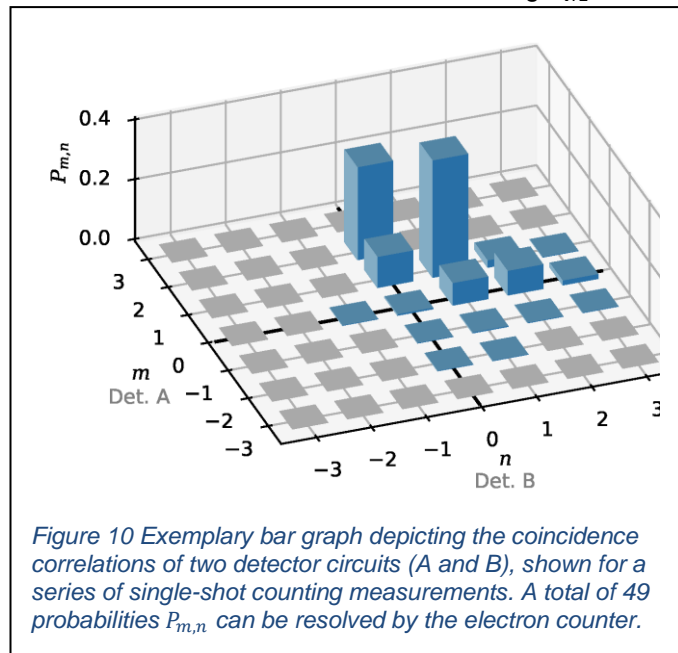 0.4
0.2
0.0
P_{m,n}
3
2
1
0
−1
−2
−3
m
Det. A
−3
−2
−1
0
1
2
3
n
Det. B
Figure 10 Exemplary bar graph depicting the coincidence
correlations of two detector circuits (A and B), shown for a
series of single-shot counting measurements. A total of 49
probabilities P_{m,n} can be resolved by the electron counter.